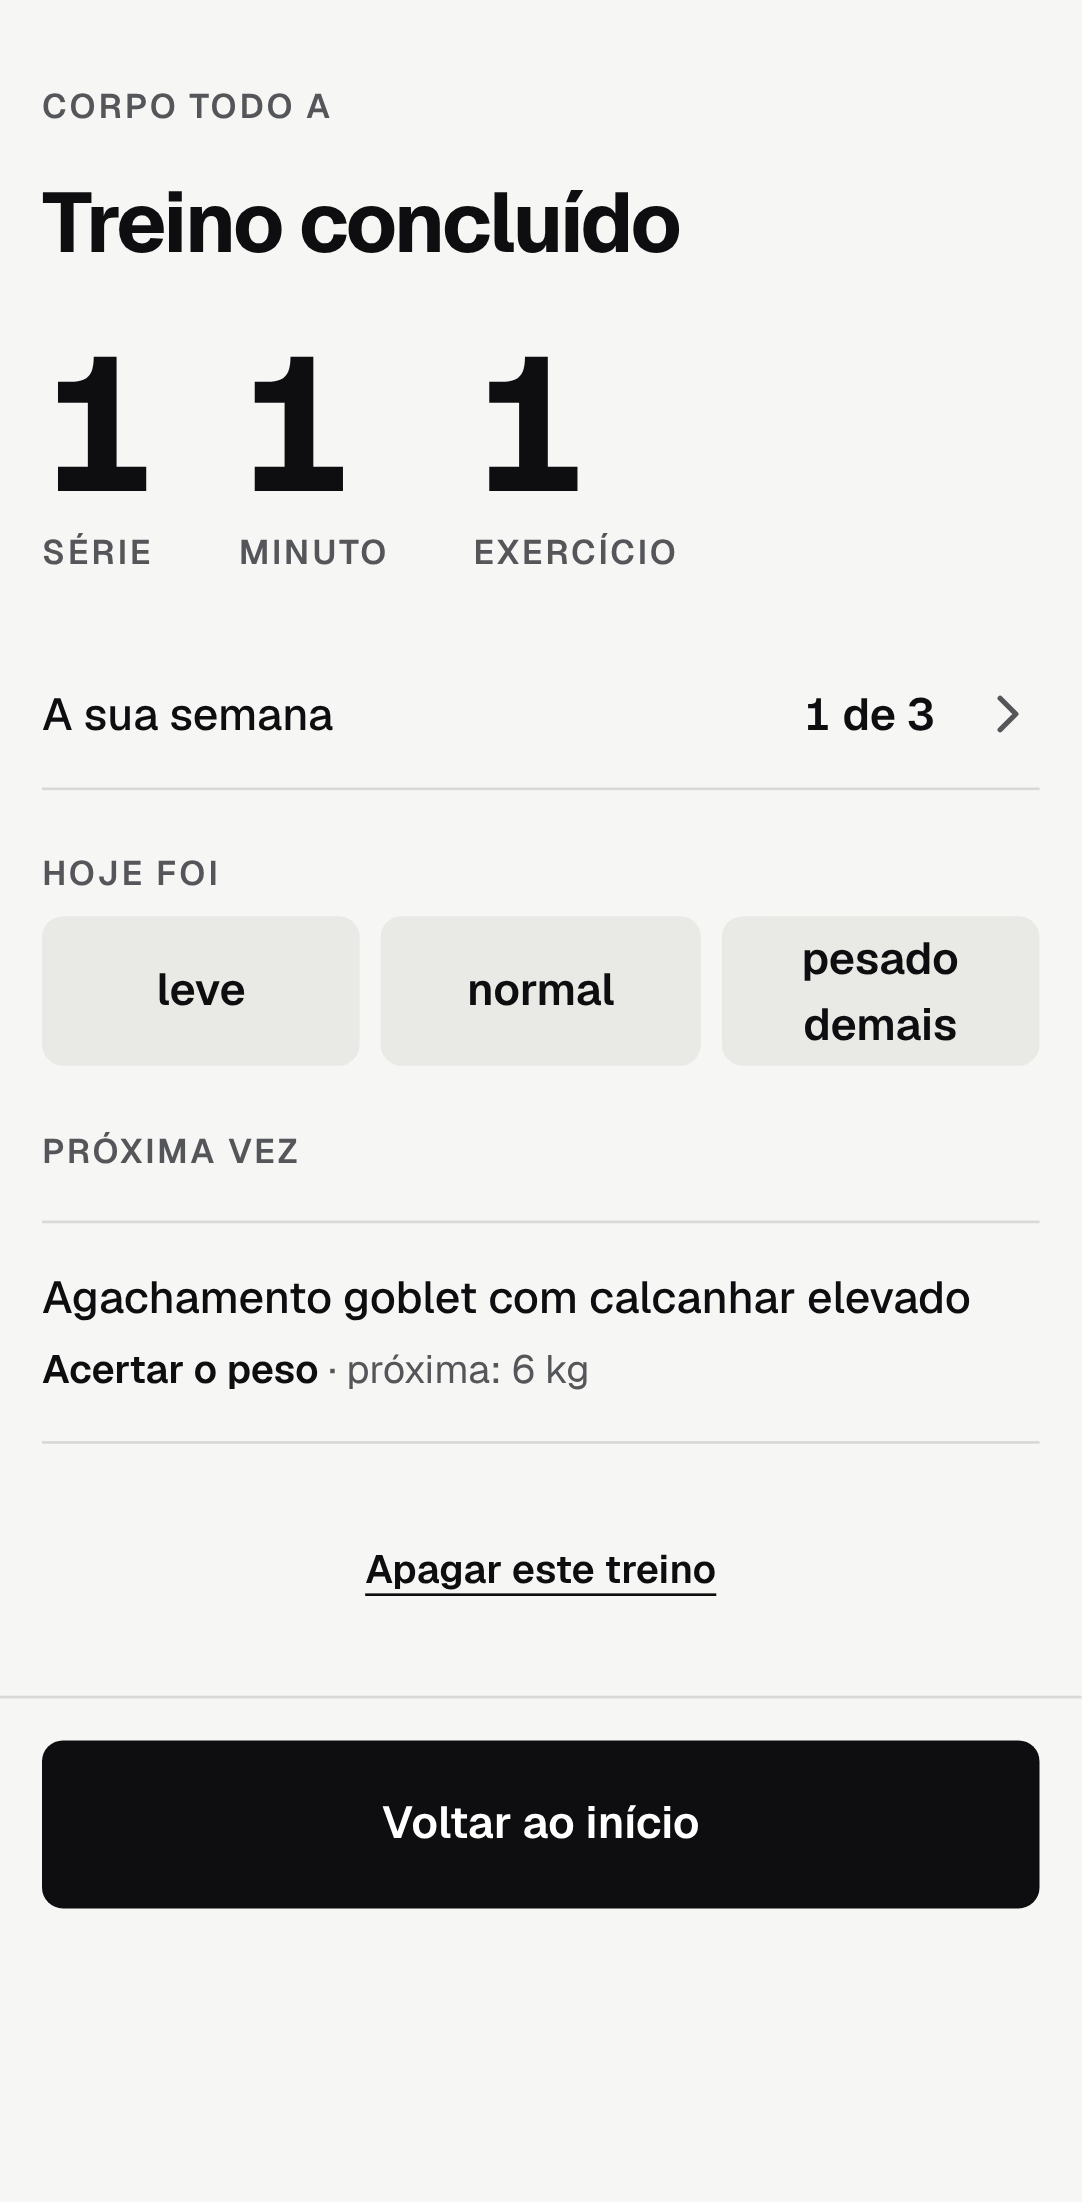 CORPO TODO A
Treino concluído
1 1 1
SÉRIE MINUTO EXERCÍCIO
A sua semana 1 de 3
HOJE FOI
leve normal pesado
demais
PRÓXIMA VEZ
Agachamento goblet com calcanhar elevado
Acertar o peso · próxima: 6 kg
Apagar este treino
Voltar ao início